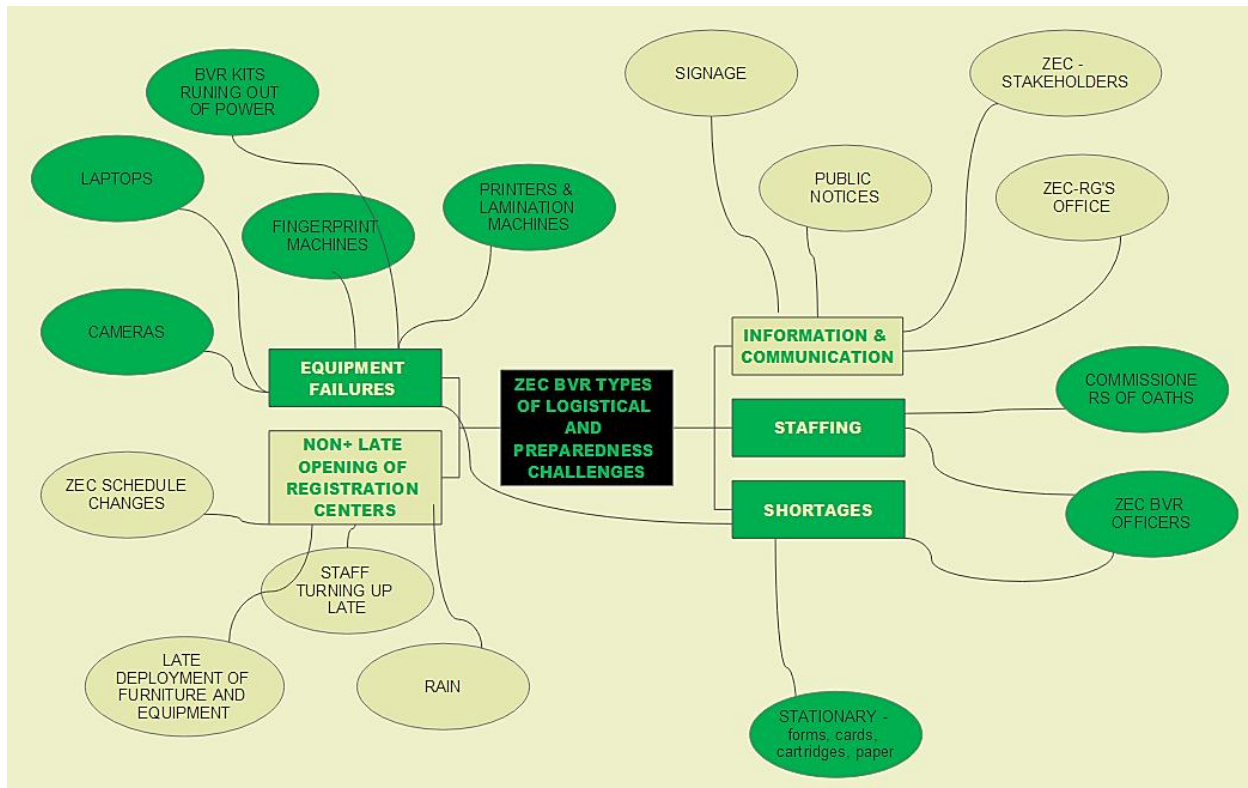 BVR KITS
RUNING OUT
OF POWER
SIGNAGE
ZEC -
STAKEHOLDERS
LAPTOPS
PUBLIC
NOTICES
ZEC-RG'S
OFFICE
FINGERPRINT
MACHINES
PRINTERS &
LAMINATION
MACHINES
CAMERAS
EQUIPMENT
FAILURES
INFORMATION &
COMMUNICATION
ZEC BVR TYPES
OF LOGISTICAL
AND
PREPAREDNESS
CHALLENGES
COMMISSIONE
RS OF OATHS
STAFFING
NON+ LATE
OPENING OF
REGISTRATION
CENTERS
ZEC SCHEDULE
CHANGES
SHORTAGES
ZEC BVR
OFFICERS
STAFF
TURNING UP
LATE
LATE
DEPLOYMENT OF
FURNITURE AND
EQUIPMENT
RAIN
STATIONARY -
forms, cards,
cartridges, paper